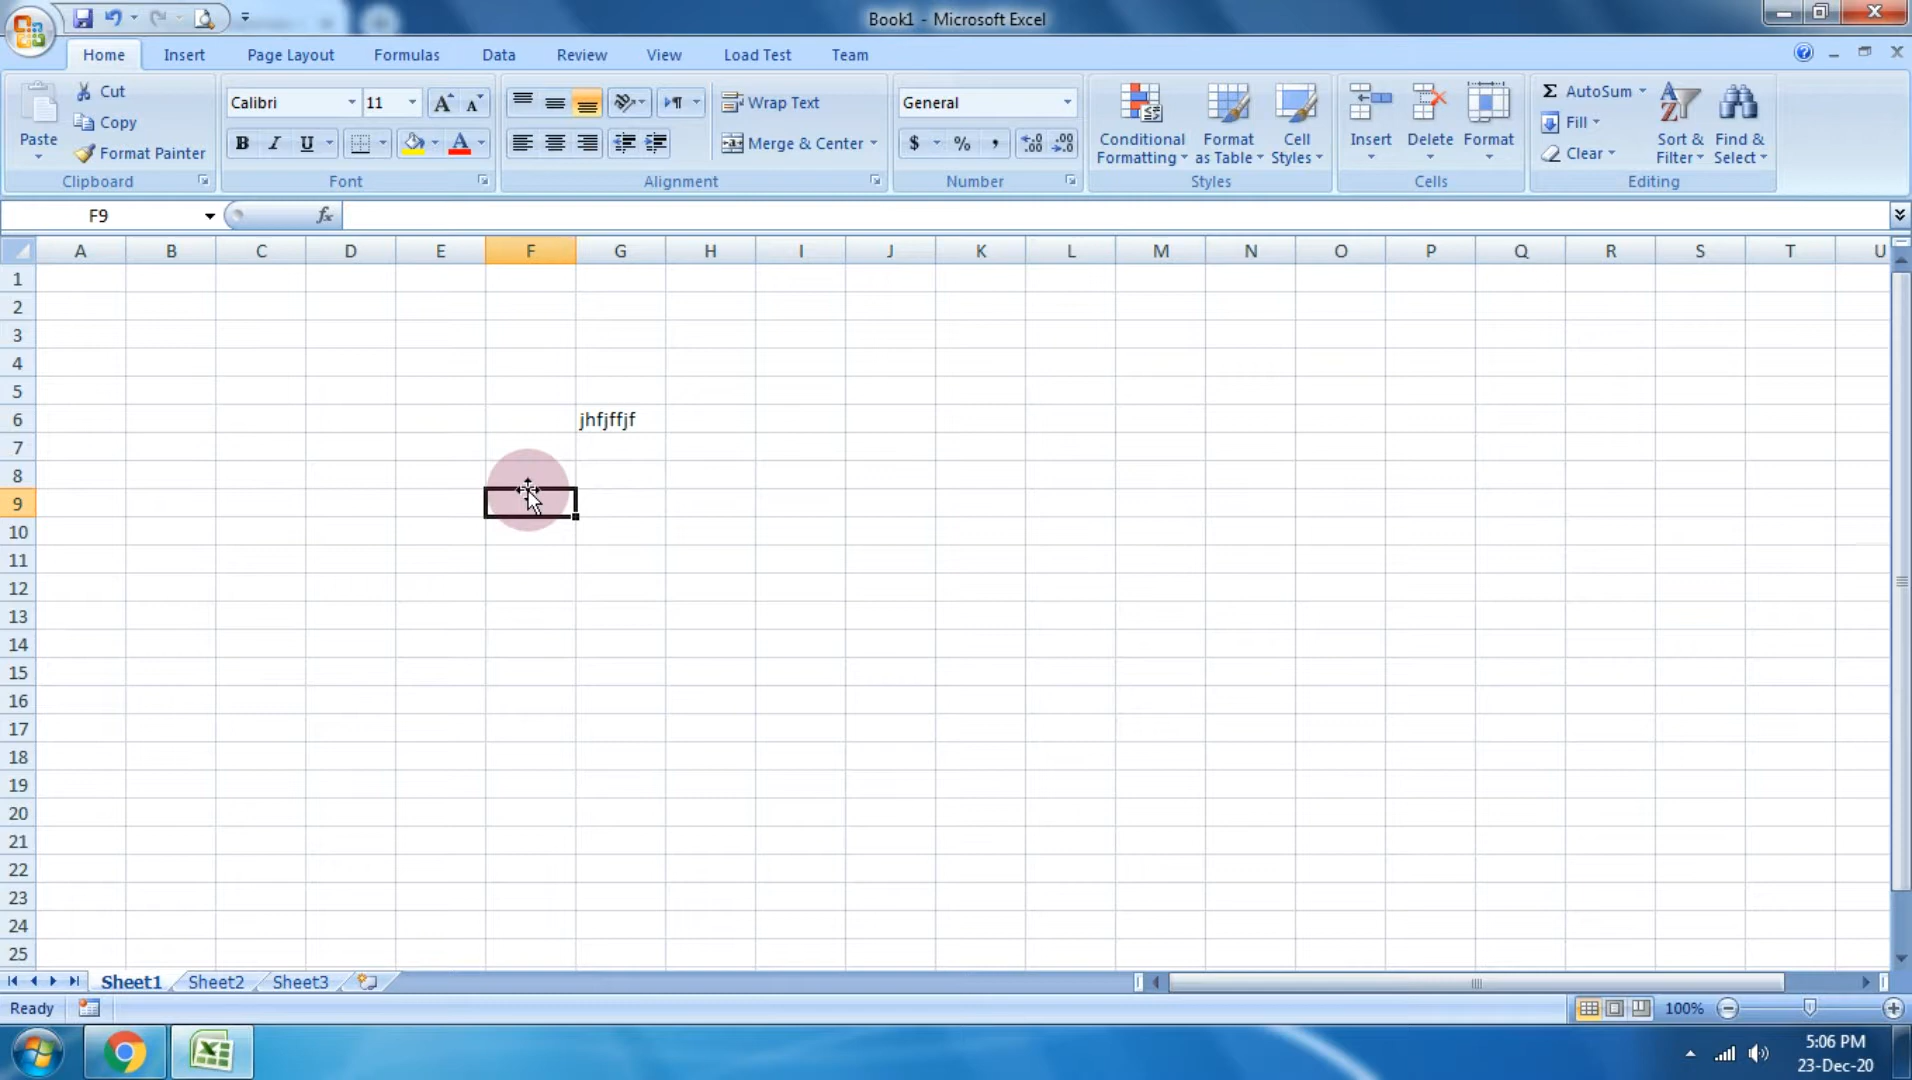 Book1 - Microsoft Excel
Home Insert Page Layout Formulas Data Review View Load Test Team
Paste
Cut
Copy
Format Painter
Clipboard
Calibri 11
B I U
Font
Wrap Text
Merge & Center
Alignment
General
$ % ,
Number
Conditional Formatting
Format as Table
Cell Styles
Styles
Insert Delete Format
Cells
Σ AutoSum
Fill
Clear
Sort & Filter
Find & Select
Editing
F9 fx
A B C D E F G H I J K L M N O P Q R S T U
1
2
3
4
5
6 jhfjffjf
7
8
9
10
11
12
13
14
15
16
17
18
19
20
21
22
23
24
25
Sheet1 Sheet2 Sheet3
Ready 100%
5:06 PM
23-Dec-20